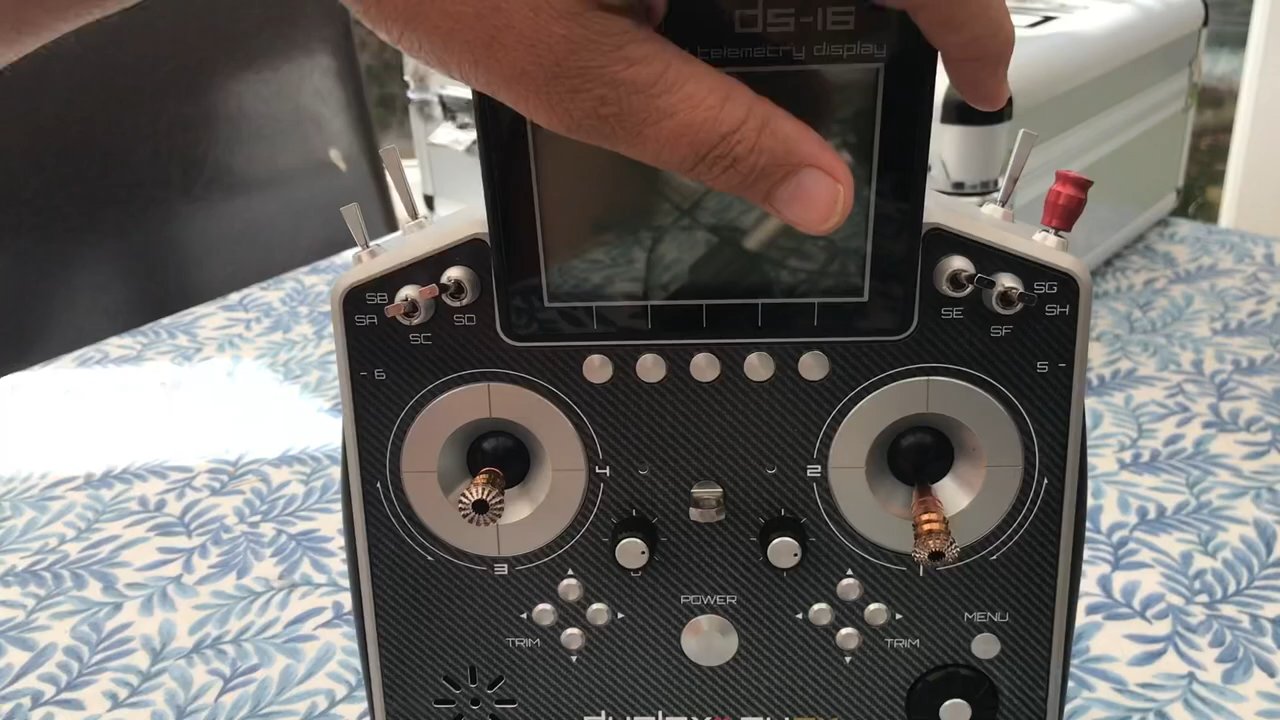 DS-16
telemetry display
SB
SA
SC
SD
SE
SF
SG
SH
- 6
5 -
4
2
3
1
POWER
TRIM
TRIM
MENU